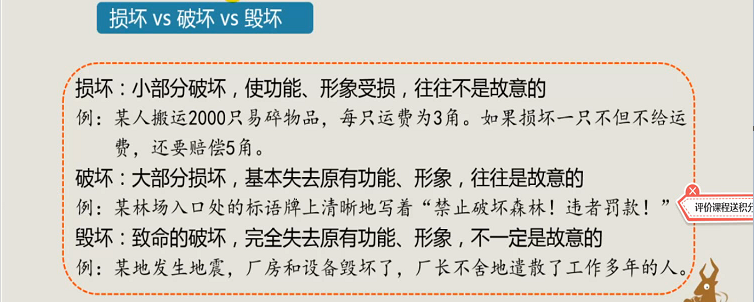 损坏 vs 破坏 vs 毁坏
损坏：小部分破坏，使功能、形象受损，往往不是故意的
例：某人搬运2000只易碎物品，每只运费为3角。如果损坏一只不但不给运
费，还要赔偿5角。
破坏：大部分损坏，基本失去原有功能、形象，往往是故意的
例：某林场入口处的标语牌上清晰地写着“禁止破坏森林！违者罚款！”
评价课程送积分
毁坏：致命的破坏，完全失去原有功能、形象，不一定是故意的
例：某地发生地震，厂房和设备毁坏了，厂长不舍地遣散了工作多年的人。